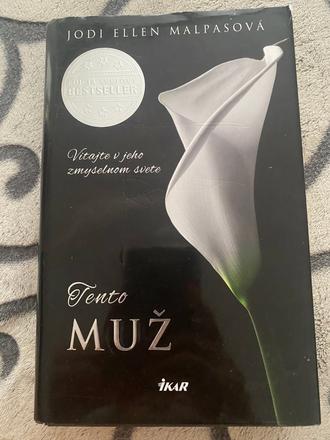 JODI ELLEN MALPASOVÁ
BESTSELLER
Vitajte v jeho
zmyselnom svete
Tento
MUŽ
IKAR